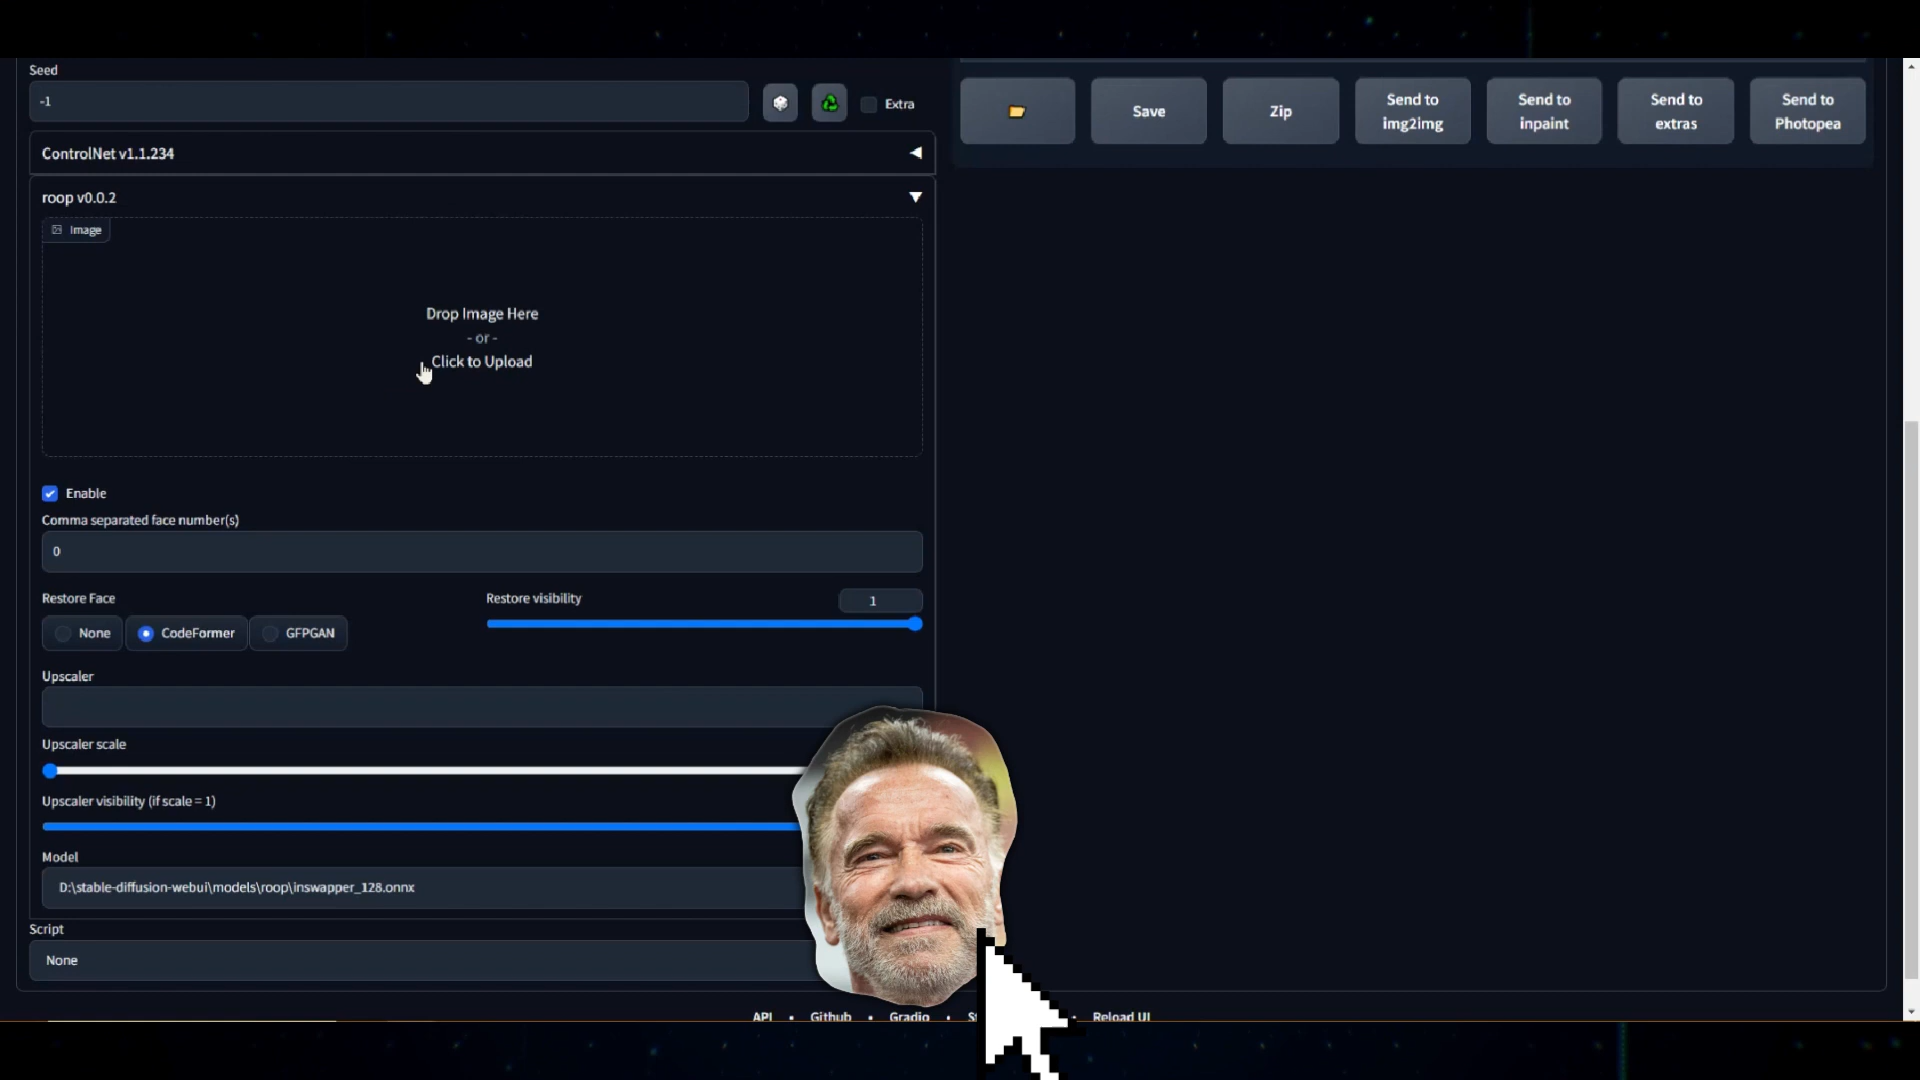 Seed
-1
Extra
Save
Zip
Send to
img2img
Send to
inpaint
Send to
extras
Send to
Photopea
ControlNet v1.1.234
roop v0.0.2
Image
Drop Image Here
- or -
Click to Upload
Enable
Comma separated face number(s)
0
Restore Face
None
CodeFormer
GFPGAN
Restore visibility
1
Upscaler
Upscaler scale
Upscaler visibility (if scale = 1)
Model
D:\stable-diffusion-webui\models\roop\inswapper_128.onnx
Script
None
API • Github • Gradio • • Reload UI